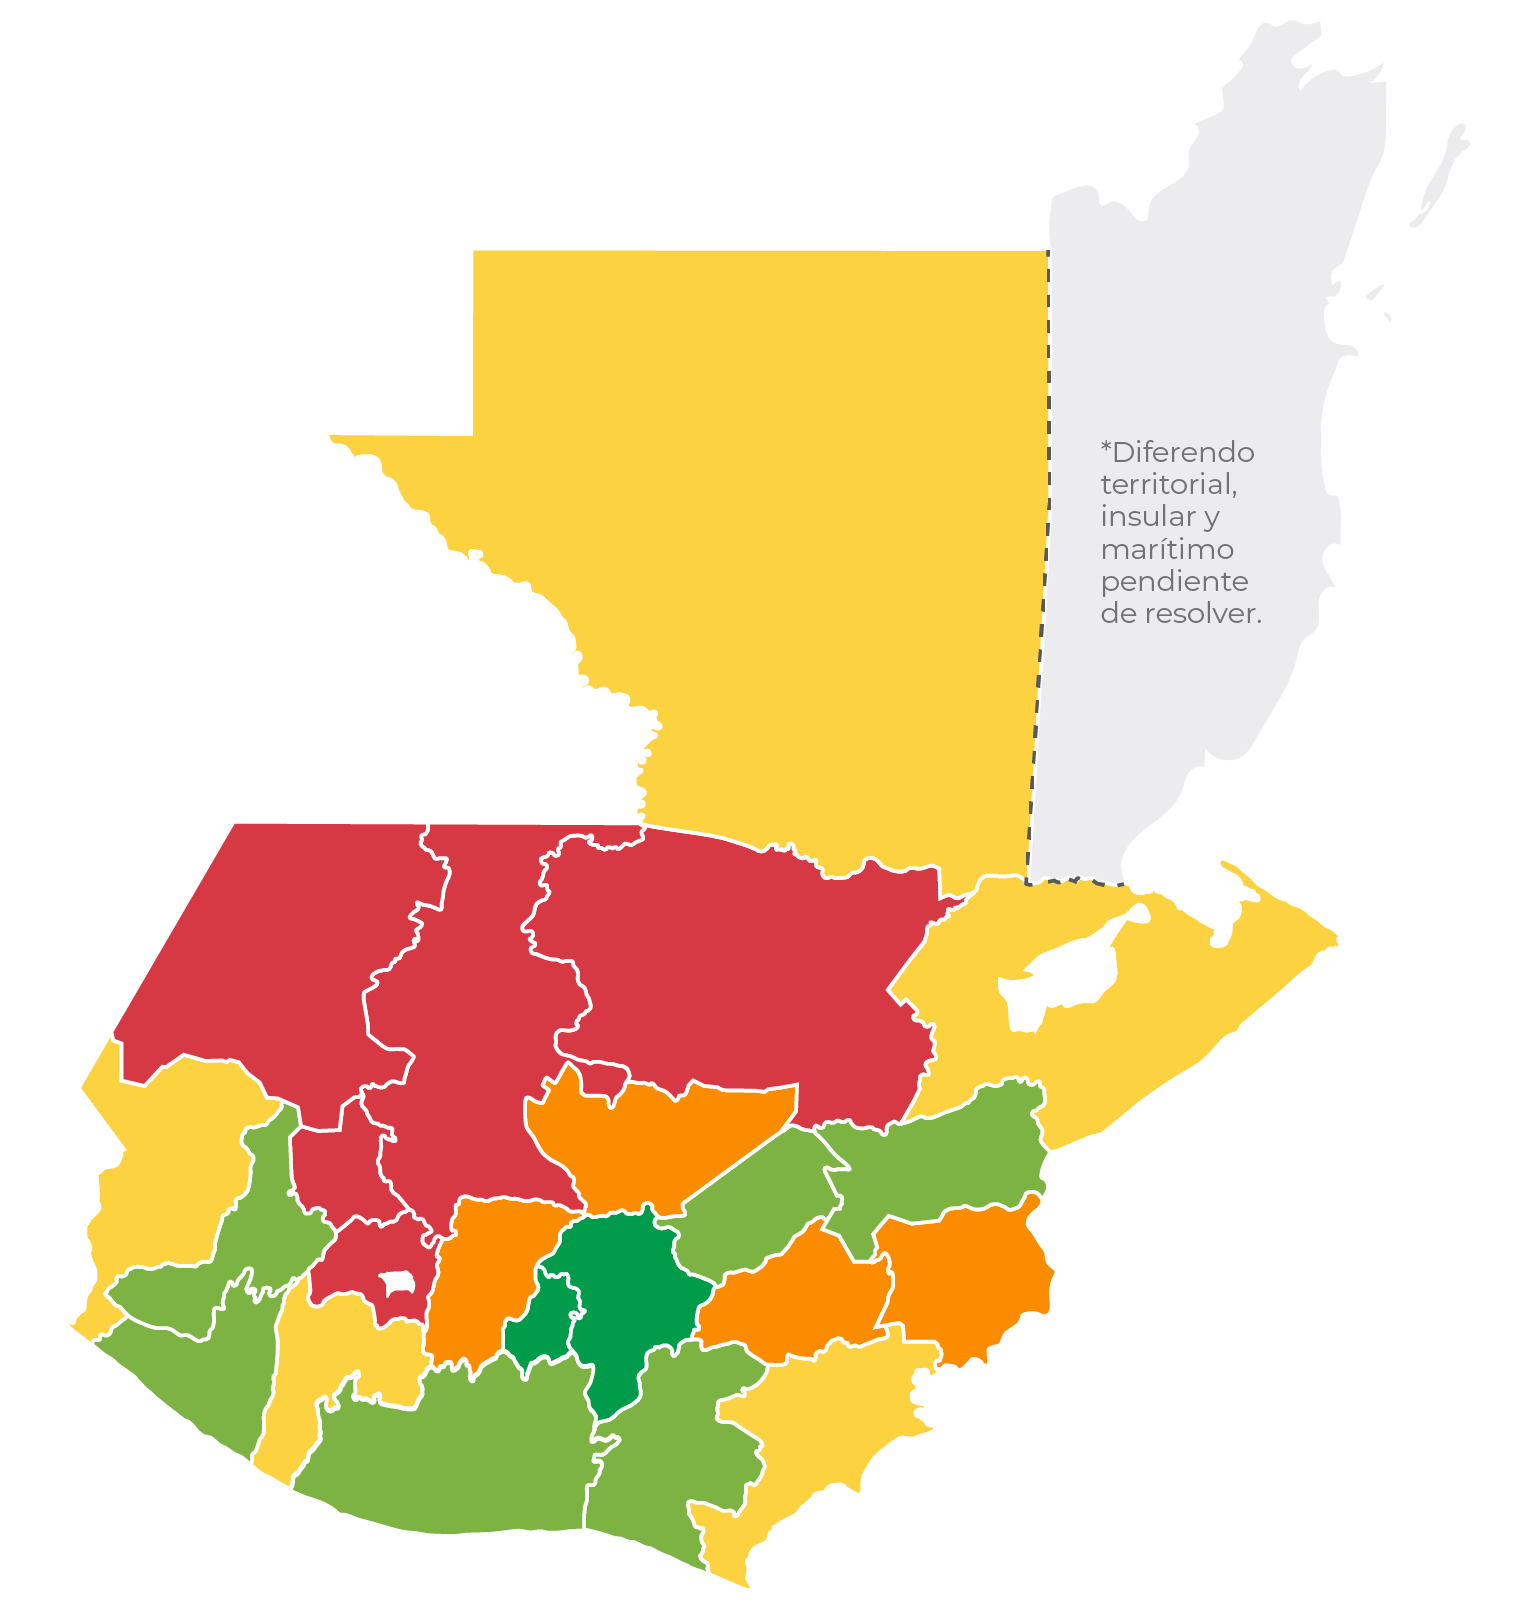 *Diferendo
territorial,
insular y
marítimo
pendiente
de resolver.